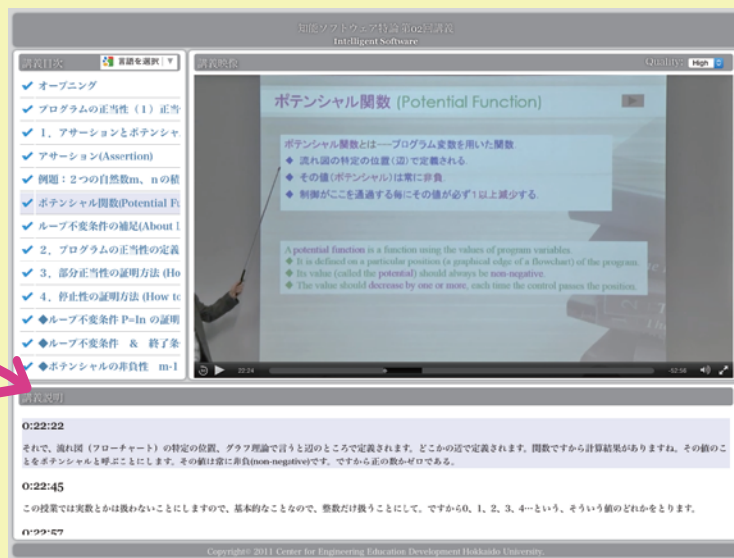 知能ソフトウェア特論 第02回講義
Intelligent Software
講義目次
言語を選択 ▼
✔ オープニング
✔ プログラムの正当性（1）正当
✔ 1．アサーションとポテンシャ
✔ アサーション(Assertion)
✔ 例題：2つの自然数m、nの積
✔ ポテンシャル関数(Potential Fu
✔ ループ不変条件の補足(About l
✔ 2．プログラムの正当性の定義
✔ 3．部分正当性の証明方法 (Ho
✔ 4．停止性の証明方法 (How to
✔ ◆ループ不変条件 P=In の証明
✔ ◆ループ不変条件 ＆ 終了条
✔ ◆ポテンシャルの非負性 m-1
講義映像
Quality: High
ポテンシャル関数 (Potential Function)
ポテンシャル関数とは──プログラム変数を用いた関数.
◆ 流れ図の特定の位置(辺)で定義される.
◆ その値(ポテンシャル)は常に非負.
◆ 制御がここを通過する毎にその値が必ず1以上減少する.
A potential function is a function using the values of program variables.
◆ It is defined on a particular position (a graphical edge of a flowchart) of the program.
◆ Its value (called the potential) should always be non-negative.
◆ The value should decrease by one or more, each time the control passes the position.
22:24
-52:56
講義説明
0:22:22
それで、流れ図（フローチャート）の特定の位置、グラフ理論で言うと辺のところで定義されます。どこかの辺で定義されます。関数ですから計算結果がありますね。その値のこ
とをポテンシャルと呼ぶことにします。その値は常に非負(non-negative)です。ですから正の数かゼロである。
0:22:45
この授業では実数とかは扱わないことにしますので、基本的なことなので、整数だけ扱うことにして。ですから0、1、2、3、4…という、そういう値のどれかをとります。
0:22:57
Copyright© 2011 Center for Engineering Education Development Hokkaido University.